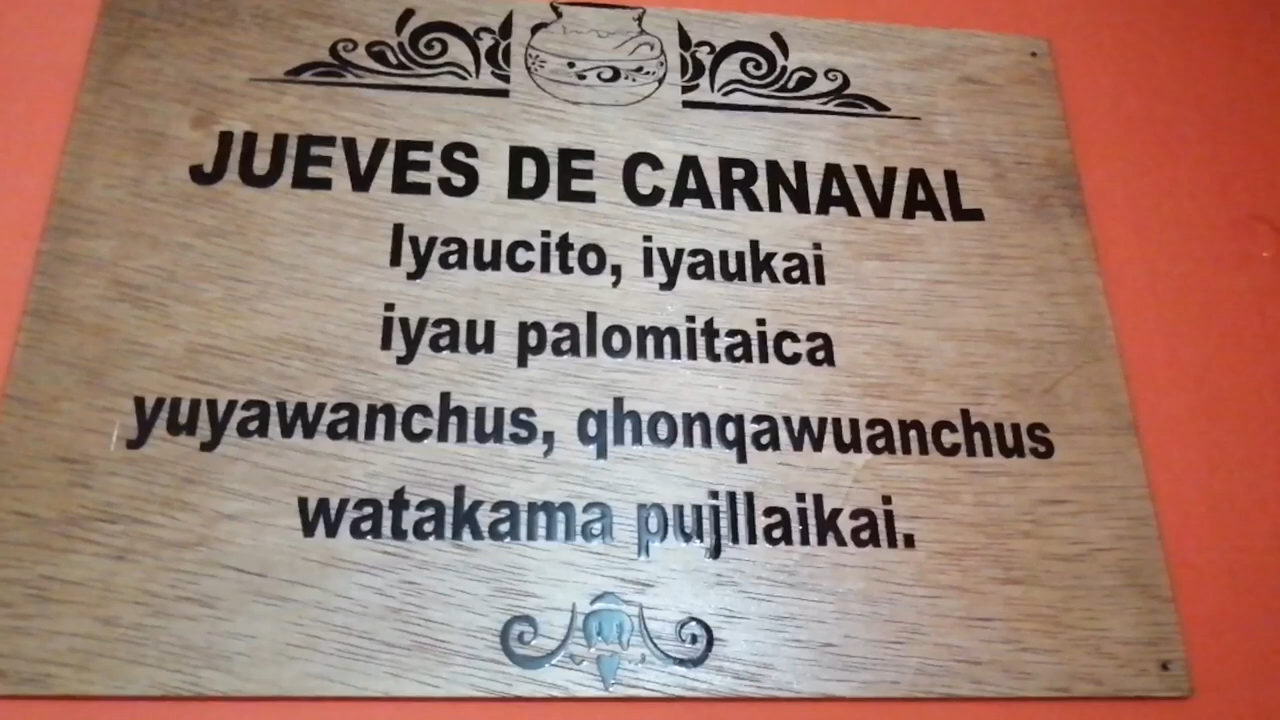 JUEVES DE CARNAVAL
Iyaucito, iyaukai
iyau palomitaica
yuyawanchus, qhonqawuanchus
watakama pujllaikai.